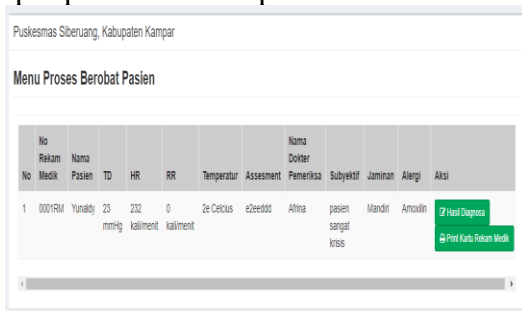 Puskesmas Siberuang, Kabupaten Kampar
Menu Proses Berobat Pasien
No No Rekam Medik Nama Pasien TD HR RR Temperatur Assesment Nama Dokter Pemeriksa Subyektif Jaminan Alergi Aksi
1 0001RM Yunaldy 23 mmHg 232 kali/menit 0 kali/menit 2e Celcius e2eeddd Afrina pasien sangat krisis Mandiri Amoxilin Hasil Diagnosa
Print Kartu Rekam Medik